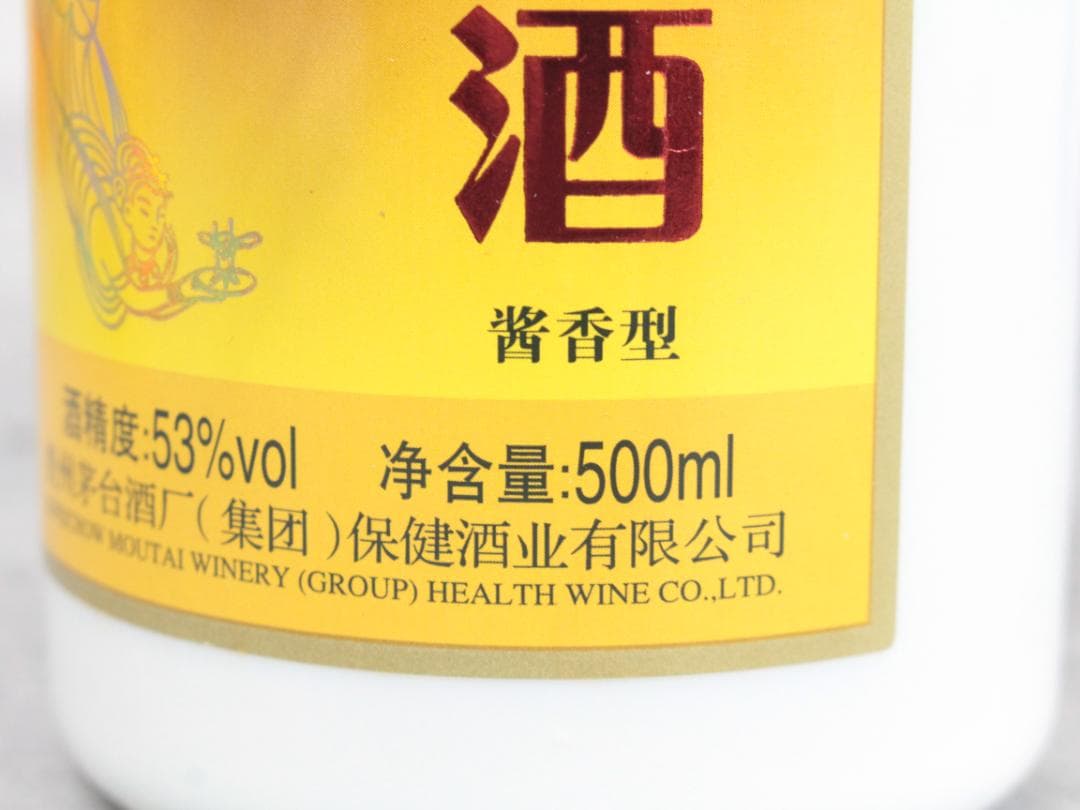 酒
酱香型
酒精度:53%vol 净含量:500ml
州茅台酒厂(集团)保健酒业有限公司
MOUTAI WINERY (GROUP) HEALTH WINE CO.,LTD.